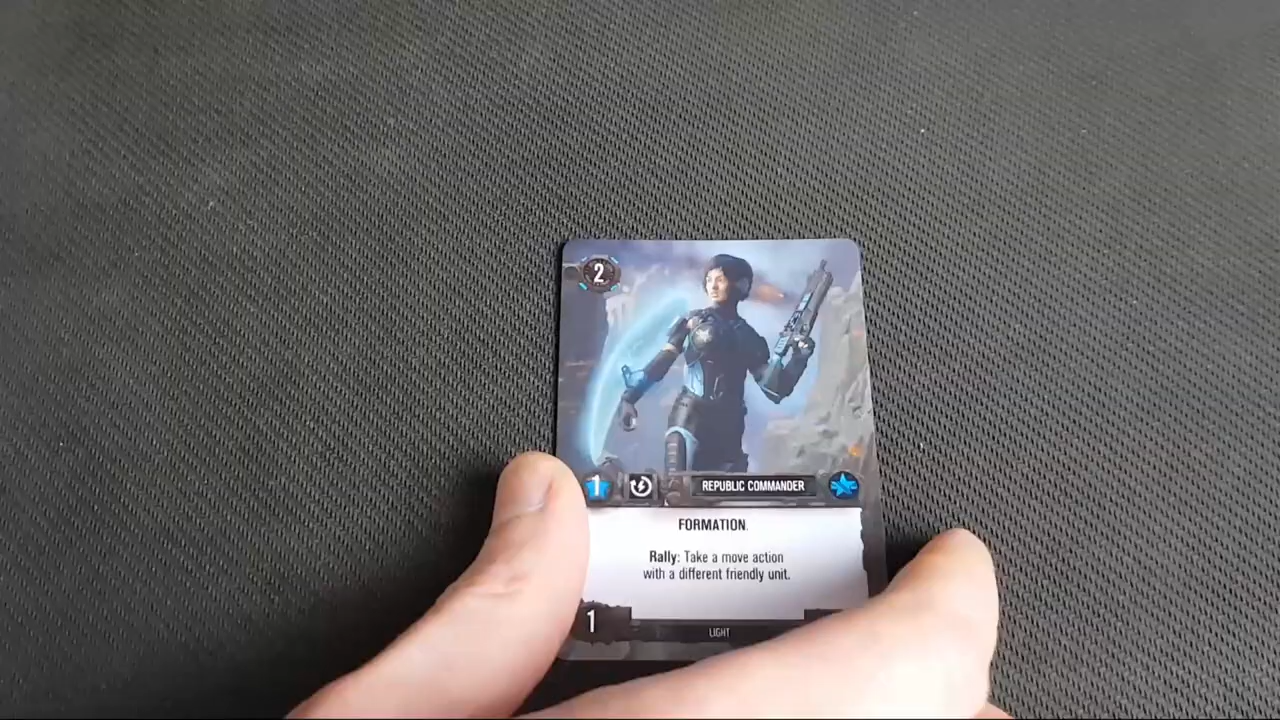 2
1
REPUBLIC COMMANDER
FORMATION.
Rally: Take a move action
with a different friendly unit.
1
LIGHT